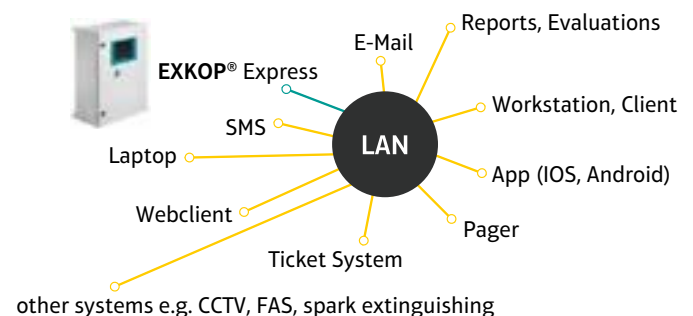 Reports, Evaluations
E-Mail
EXKOP® Express
Workstation, Client
SMS
LAN
Laptop
App (IOS, Android)
Webclient
Pager
Ticket System
other systems e.g. CCTV, FAS, spark extinguishing